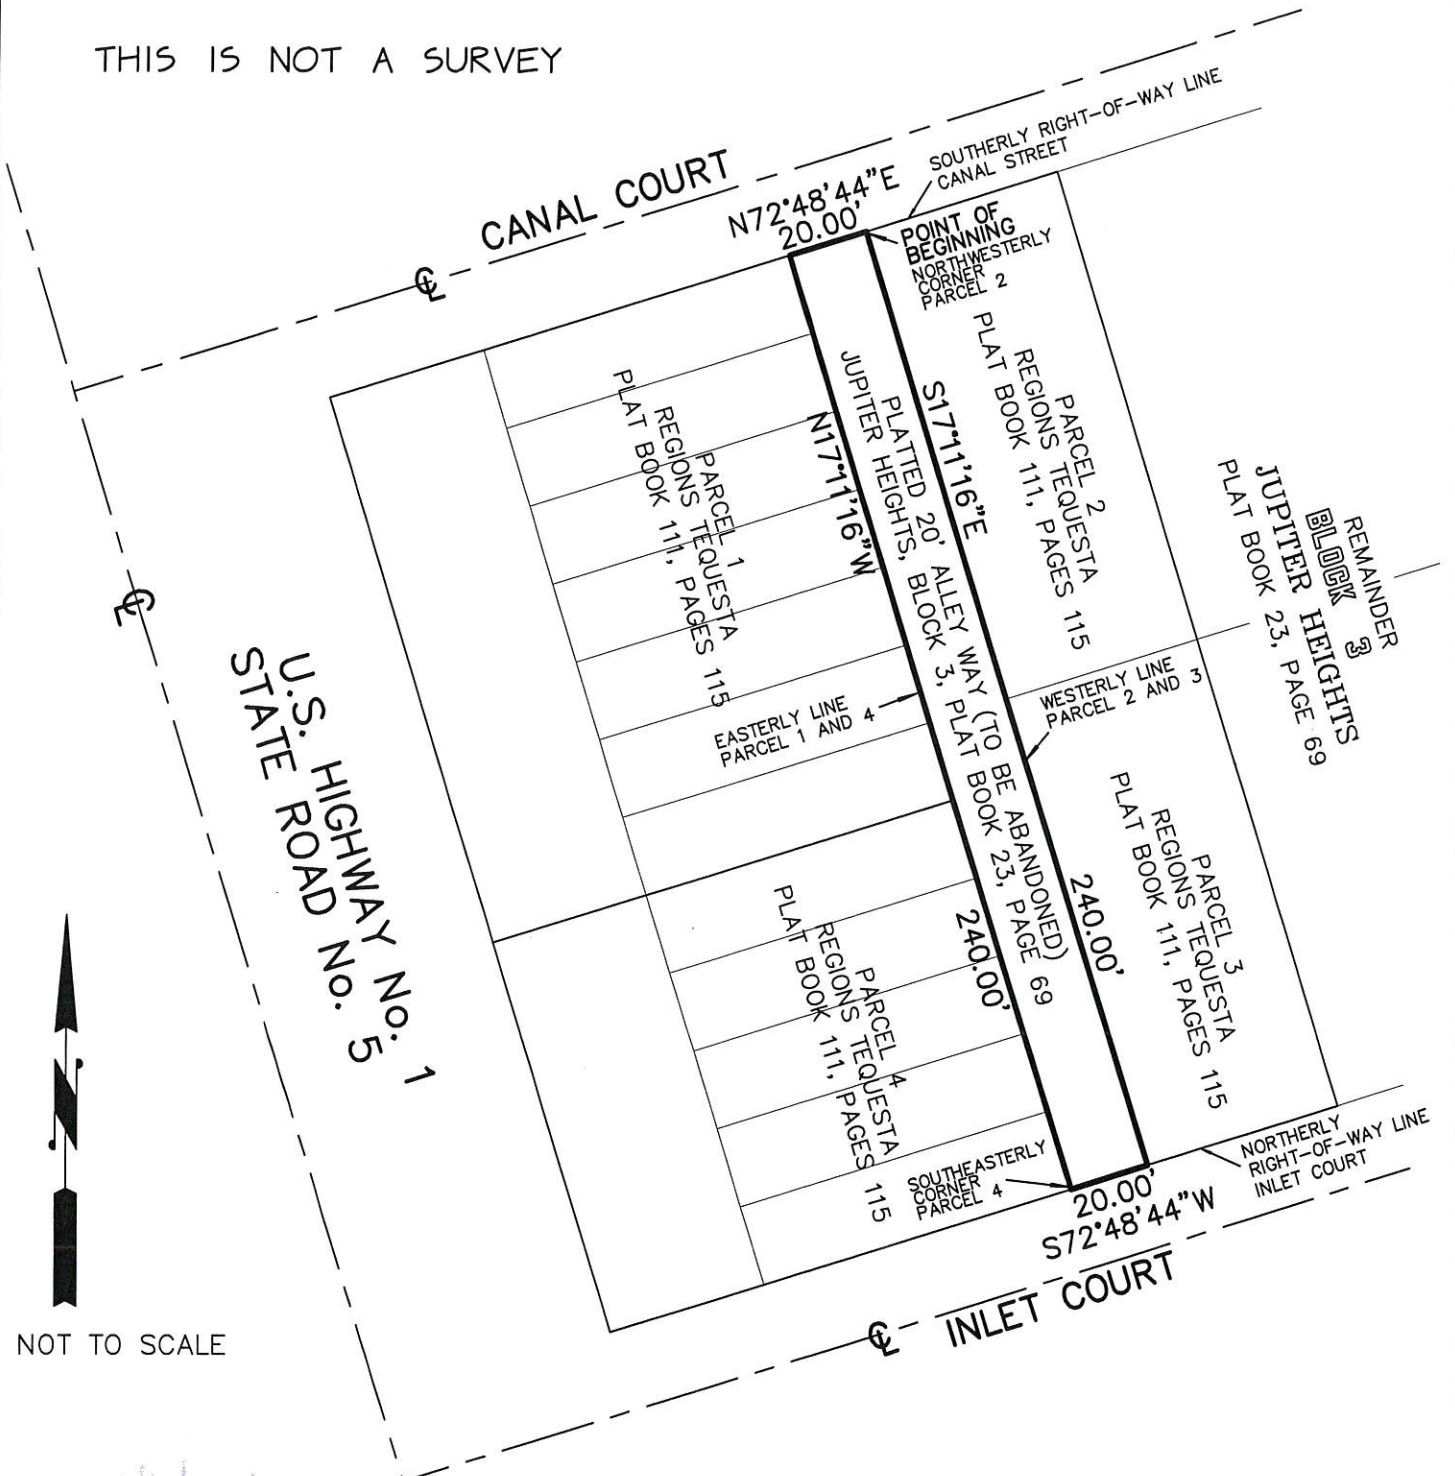 THIS IS NOT A SURVEY
CANAL COURT
N72°48'44"E
20.00'
SOUTHERLY RIGHT-OF-WAY LINE
CANAL STREET
POINT OF
BEGINNING
NORTHWESTERLY
CORNER
PARCEL 2
PARCEL 1
REGIONS TEQUESTA
PLAT BOOK 111, PAGES 115
N17°11'16"W
PLATTED 20' ALLEY WAY (TO BE ABANDONED)
JUPITER HEIGHTS, BLOCK 3, PLAT BOOK 23, PAGE 69
S17°11'16"E
PARCEL 2
REGIONS TEQUESTA
PLAT BOOK 111, PAGES 115
REMAINDER
BLOCK 3
JUPITER HEIGHTS
PLAT BOOK 23, PAGE 69
U.S. HIGHWAY No. 1
STATE ROAD No. 5
EASTERLY LINE
PARCEL 1 AND 4
WESTERLY LINE
PARCEL 2 AND 3
240.00'
240.00'
PARCEL 3
REGIONS TEQUESTA
PLAT BOOK 111, PAGES 115
PARCEL 4
REGIONS TEQUESTA
PLAT BOOK 111, PAGES 115
SOUTHEASTERLY
CORNER
PARCEL 4
20.00'
S72°48'44"W
NORTHERLY
RIGHT-OF-WAY LINE
INLET COURT
INLET COURT
N
NOT TO SCALE